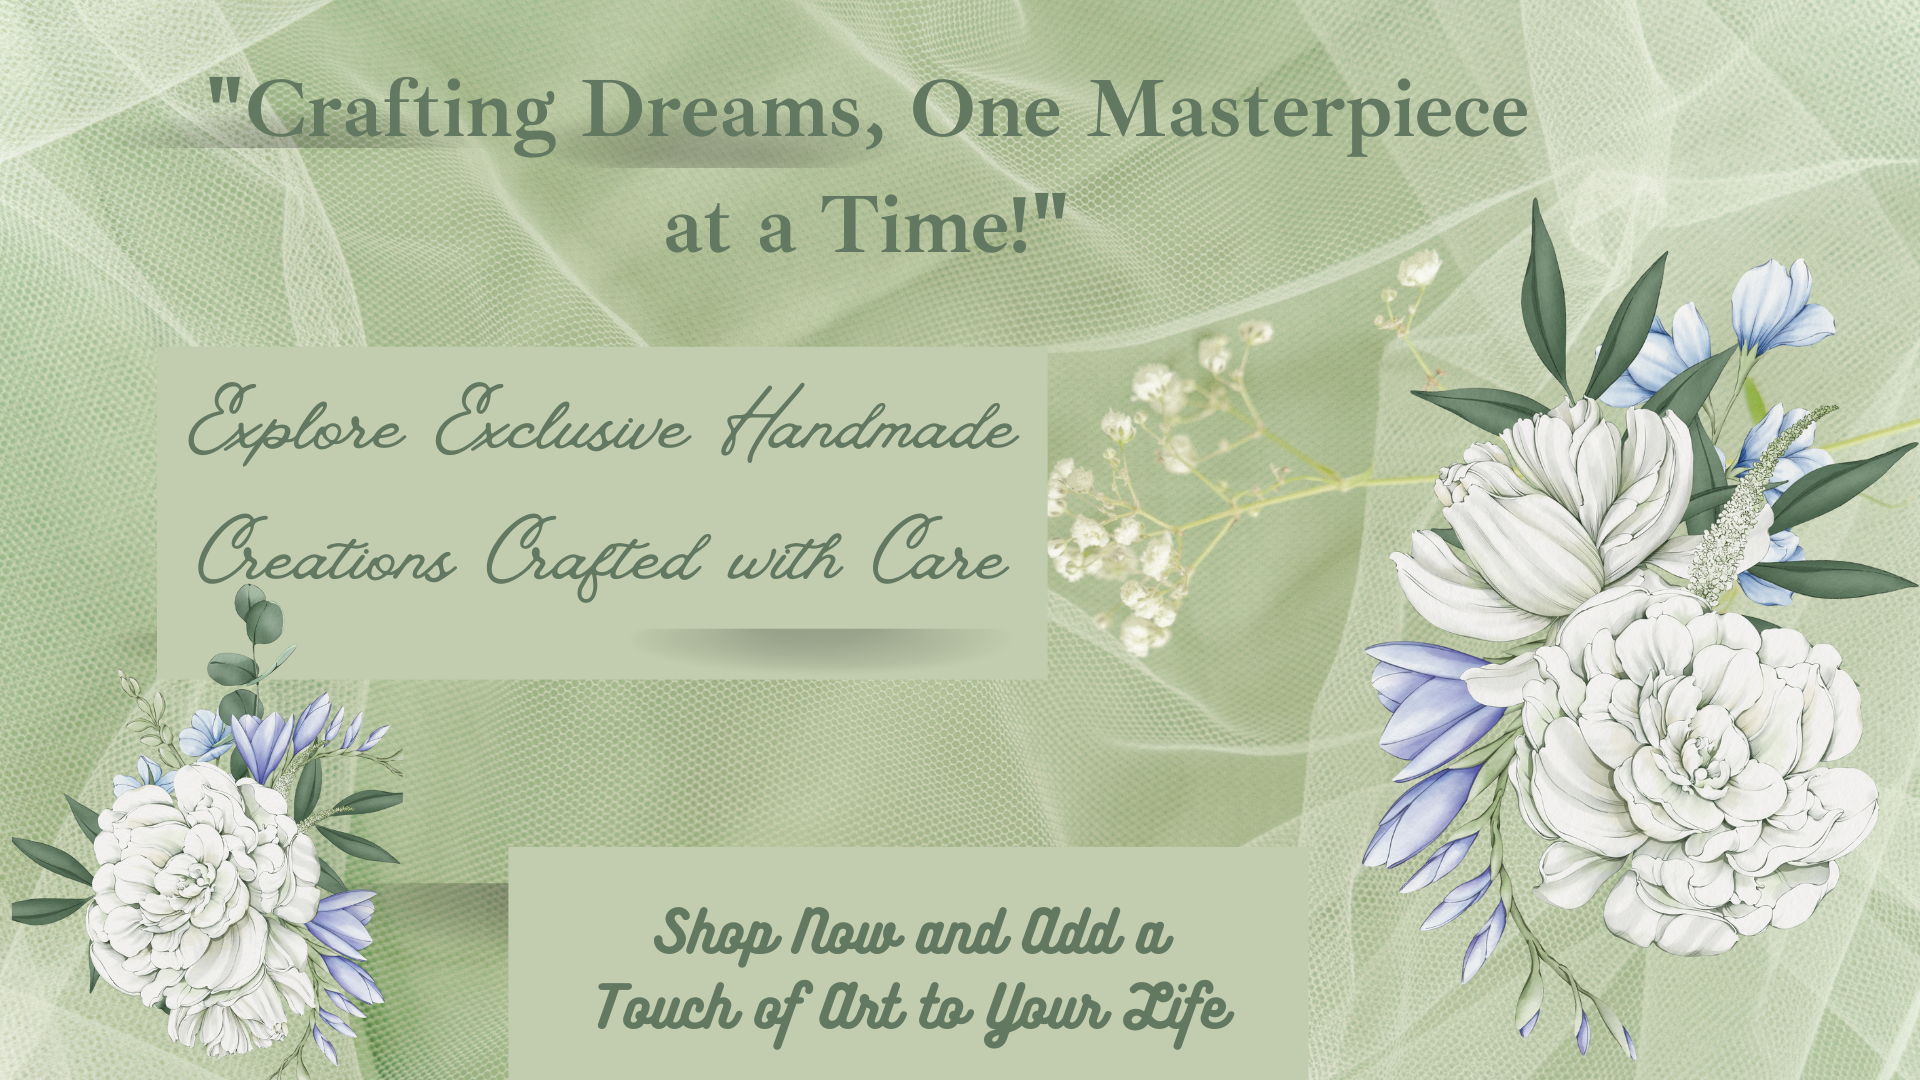 "Crafting Dreams, One Masterpiece
at a Time!"
Explore Exclusive Handmade
Creations Crafted with Care
Shop Now and Add a
Touch of Art to Your Life